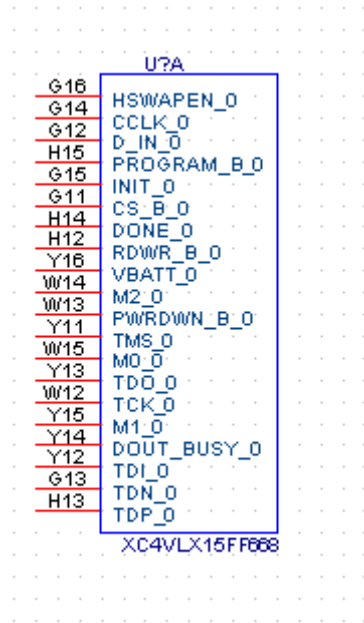 U?A
G16 HSWAPEN_0
G14 CCLK_0
G12 D_IN_0
H15 PROGRAM_B_0
G15 INIT_0
G11 CS_B_0
H14 DONE_0
H12 RDWR_B_0
Y16 VBATT_0
W14 M2_0
W13 PWRDWN_B_0
Y11 TMS_0
W15 M0_0
Y13 TDO_0
W12 TCK_0
Y15 M1_0
Y14 DOUT_BUSY_0
Y12 TDI_0
G13 TDN_0
H13 TDP_0
XC4VLX15FF668